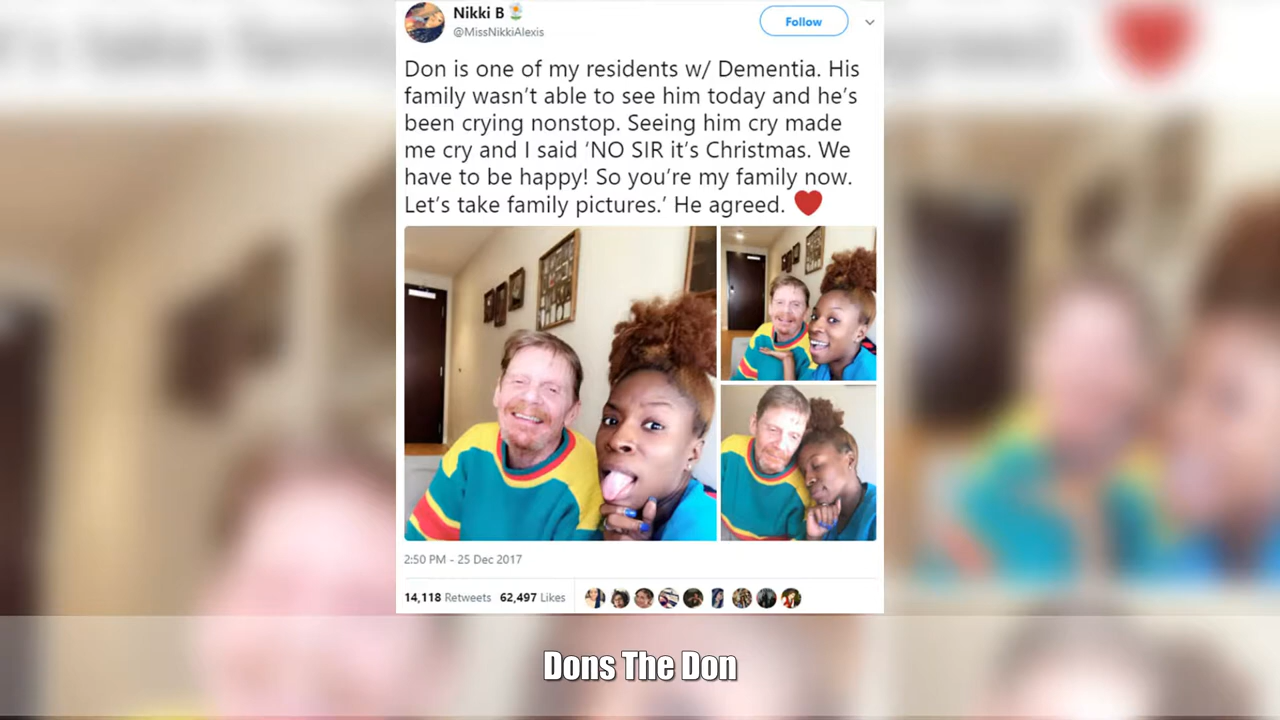 Nikki B
@MissNikkiAlexis
Follow
Don is one of my residents w/ Dementia. His
family wasn’t able to see him today and he’s
been crying nonstop. Seeing him cry made
me cry and I said ‘NO SIR it’s Christmas. We
have to be happy! So you’re my family now.
Let’s take family pictures.’ He agreed. ❤
2:50 PM - 25 Dec 2017
14,118 Retweets 62,497 Likes
Dons The Don